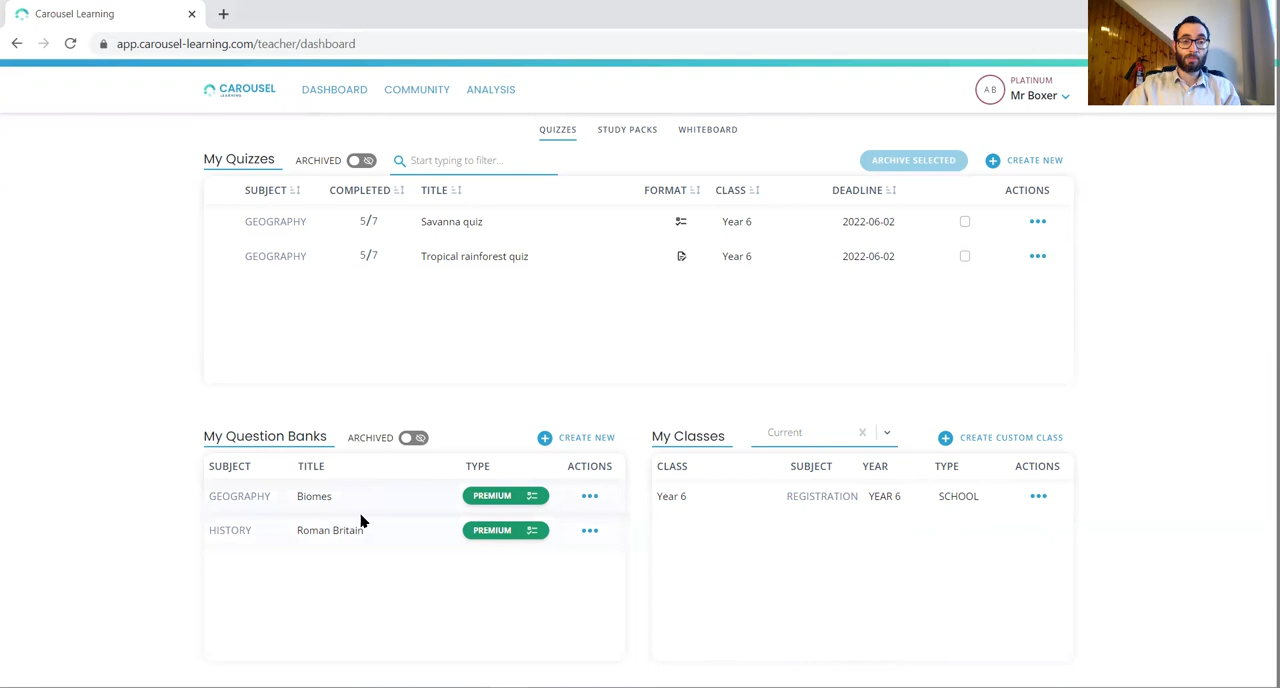 Carousel Learning
app.carousel-learning.com/teacher/dashboard
CAROUSEL
LEARNING
DASHBOARD COMMUNITY ANALYSIS
A B
PLATINUM
Mr Boxer
QUIZZES STUDY PACKS WHITEBOARD
My Quizzes ARCHIVED Start typing to filter... ARCHIVE SELECTED CREATE NEW
SUBJECT COMPLETED TITLE FORMAT CLASS DEADLINE ACTIONS
GEOGRAPHY 5/7 Savanna quiz Year 6 2022-06-02
GEOGRAPHY 5/7 Tropical rainforest quiz Year 6 2022-06-02
My Question Banks ARCHIVED CREATE NEW
SUBJECT TITLE TYPE ACTIONS
GEOGRAPHY Biomes PREMIUM
HISTORY Roman Britain PREMIUM
My Classes Current CREATE CUSTOM CLASS
CLASS SUBJECT YEAR TYPE ACTIONS
Year 6 REGISTRATION YEAR 6 SCHOOL